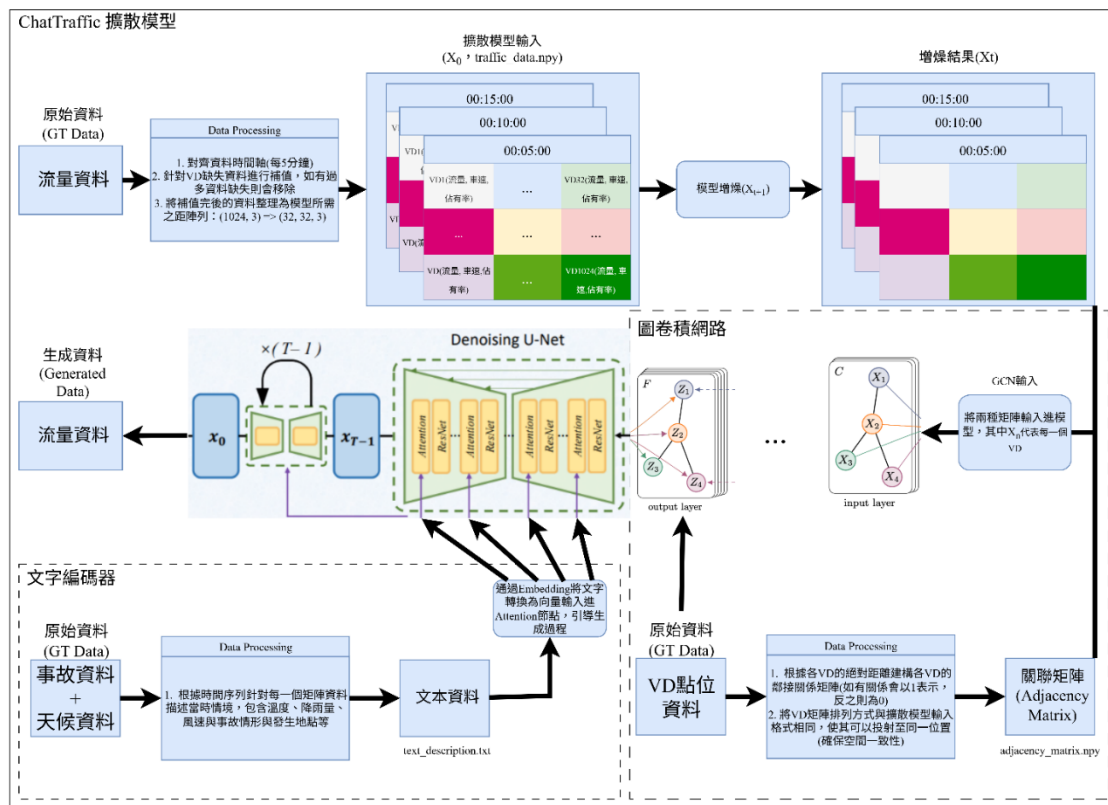 ChatTraffic 擴散模型
原始資料
(GT Data)
流量資料
Data Processing
1. 對齊資料時間軸(每5分鐘)
2. 針對VD缺失資料進行補值，如有過
多資料缺失則會移除
3. 將補值完後的資料整理為模型所需
之距陣列：(1024, 3) => (32, 32, 3)
擴散模型輸入
(X₀，traffic_data.npy)
00:15:00
00:10:00
00:05:00
VD1(流量, 車速,
佔有率)
...
VD32(流量, 車速,
佔有率)
...
...
...
VD(流量, 車速,佔
有率)
...
VD1024(流量, 車
速,佔有率)
模型增燥(Xₜ₋₁)
增燥結果(Xt)
00:15:00
00:10:00
00:05:00
生成資料
(Generated
Data)
流量資料
×(T−1)
x₀
x_T−1
Denoising U-Net
Attention
ResNet
...
Attention
ResNet
...
Attention
ResNet
...
Attention
ResNet
圖卷積網路
F
Z₁
Z₂
Z₃
Z₄
output layer
...
C
X₁
X₂
X₃
X₄
input layer
GCN輸入
將兩種矩陣輸入進模
型，其中Xₙ代表每一個
VD
文字編碼器
原始資料
(GT Data)
事故資料
+
天候資料
Data Processing
1. 根據時間序列針對每一個矩陣資料
描述當時情境，包含溫度、降雨量、
風速與事故情形與發生地點等
文本資料
text_description.txt
通過Embedding將文字
轉換為向量輸入進
Attention節點，引導生
成過程
原始資料
(GT Data)
VD點位
資料
Data Processing
1. 根據各VD的絕對距離建構各VD的
鄰接關係矩陣(如有關係會以1表示，
反之則為0)
2. 將VD矩陣排列方式與擴散模型輸入
格式相同，使其可以投射至同一位置
(確保空間一致性)
關聯矩陣
(Adjacency
Matrix)
adjacency_matrix.npy